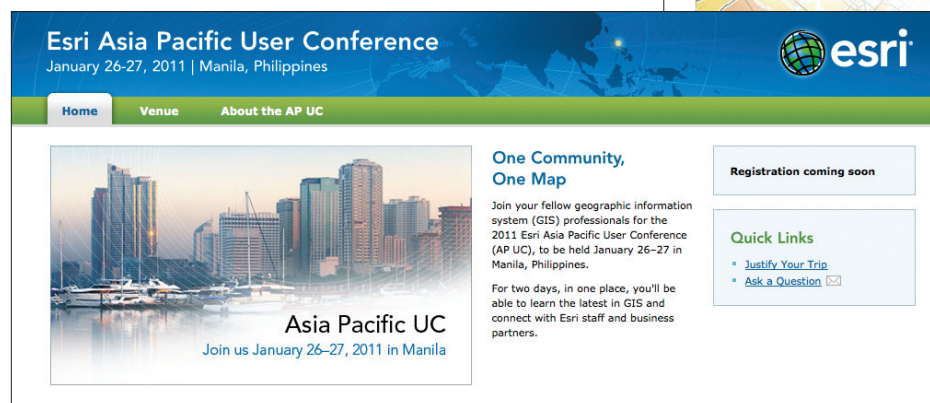 Esri Asia Pacific User Conference
January 26-27, 2011 | Manila, Philippines
esri
Home Venue About the AP UC
Asia Pacific UC
Join us January 26–27, 2011 in Manila
One Community,
One Map
Join your fellow geographic information
system (GIS) professionals for the
2011 Esri Asia Pacific User Conference
(AP UC), to be held January 26–27 in
Manila, Philippines.
For two days, in one place, you'll be
able to learn the latest in GIS and
connect with Esri staff and business
partners.
Registration coming soon
Quick Links
Justify Your Trip
Ask a Question